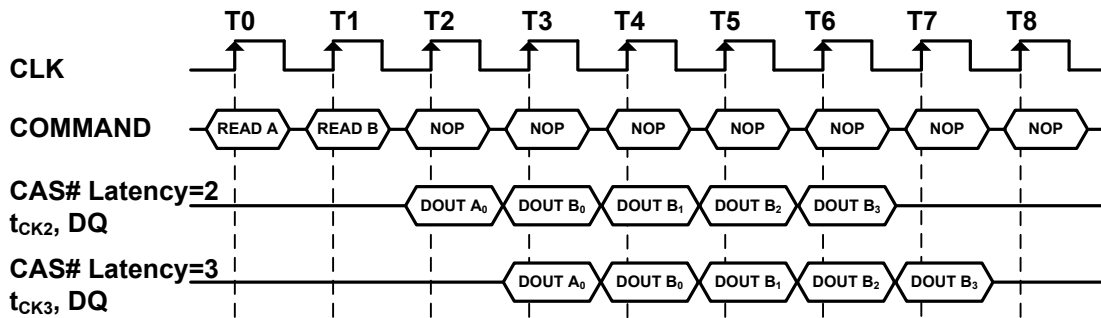 T0 T1 T2 T3 T4 T5 T6 T7 T8
CLK
COMMAND READ A READ B NOP NOP NOP NOP NOP NOP NOP
CAS# Latency=2
t_CK2, DQ DOUT A₀ DOUT B₀ DOUT B₁ DOUT B₂ DOUT B₃
CAS# Latency=3
t_CK3, DQ DOUT A₀ DOUT B₀ DOUT B₁ DOUT B₂ DOUT B₃